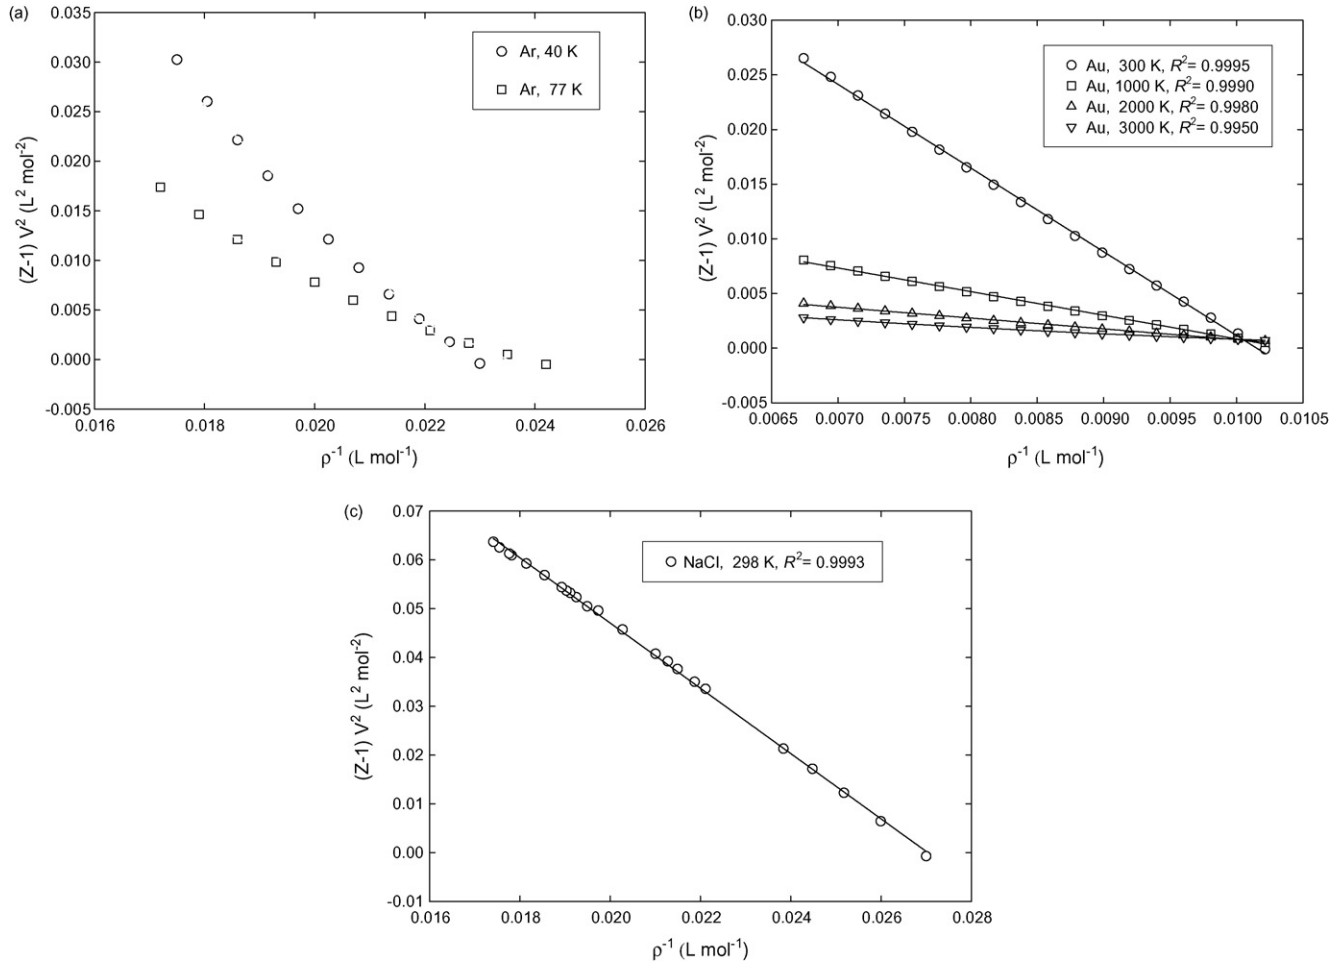 (a)
0.035
0.030
0.025
0.020
0.015
0.010
0.005
0.000
-0.005
(Z-1) V² (L² mol⁻²)
Ar, 40 K
Ar, 77 K
0.016 0.018 0.020 0.022 0.024 0.026
ρ⁻¹ (L mol⁻¹)
(b)
0.030
0.025
0.020
0.015
0.010
0.005
0.000
-0.005
(Z-1) V² (L² mol⁻²)
Au, 300 K, R²= 0.9995
Au, 1000 K, R²= 0.9990
Au, 2000 K, R²= 0.9980
Au, 3000 K, R²= 0.9950
0.0065 0.0070 0.0075 0.0080 0.0085 0.0090 0.0095 0.0100 0.0105
ρ⁻¹ (L mol⁻¹)
(c)
0.07
0.06
0.05
0.04
0.03
0.02
0.01
0.00
-0.01
(Z-1) V² (L² mol⁻²)
NaCl, 298 K, R²= 0.9993
0.016 0.018 0.020 0.022 0.024 0.026 0.028
ρ⁻¹ (L mol⁻¹)